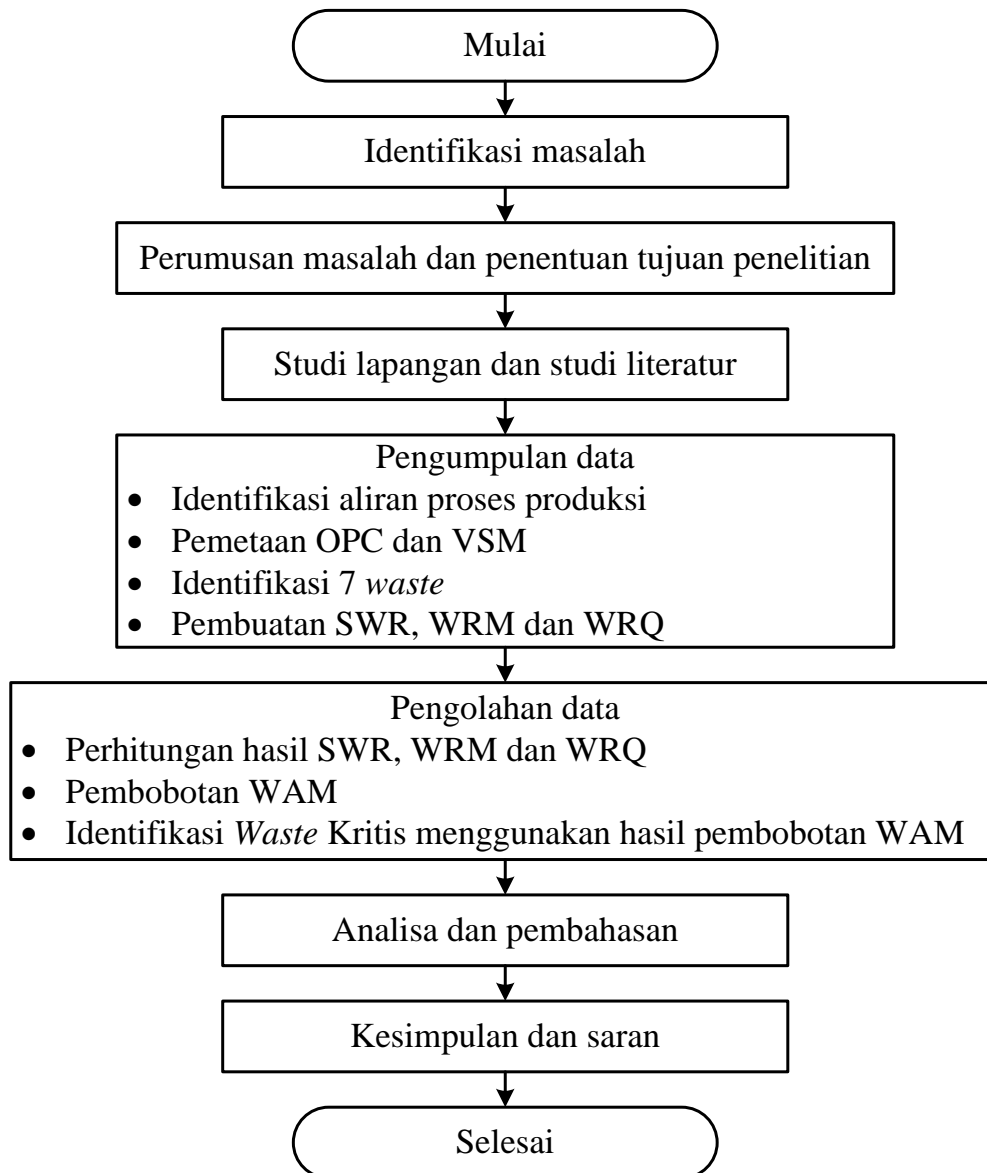 Mulai
Identifikasi masalah
Perumusan masalah dan penentuan tujuan penelitian
Studi lapangan dan studi literatur
Pengumpulan data
• Identifikasi aliran proses produksi
• Pemetaan OPC dan VSM
• Identifikasi 7 waste
• Pembuatan SWR, WRM dan WRQ
Pengolahan data
• Perhitungan hasil SWR, WRM dan WRQ
• Pembobotan WAM
• Identifikasi Waste Kritis menggunakan hasil pembobotan WAM
Analisa dan pembahasan
Kesimpulan dan saran
Selesai